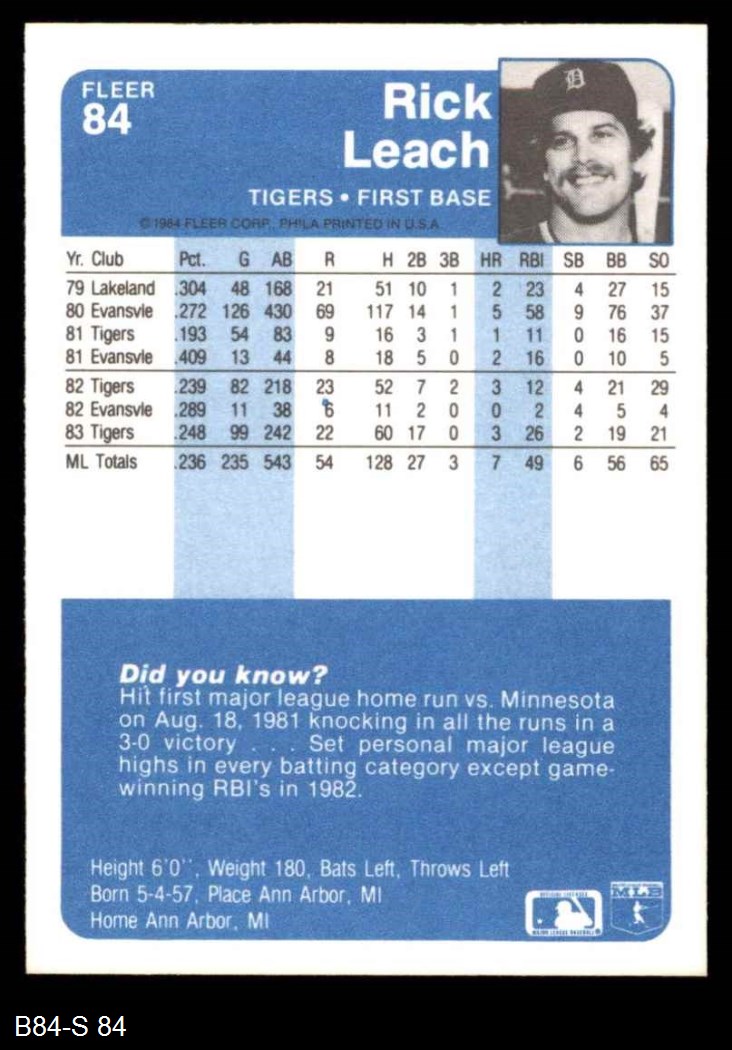 FLEER
84
Rick
Leach
TIGERS • FIRST BASE
©1984 FLEER CORP. PHILA PRINTED IN U.S.A.
Yr. Club Pct. G AB R H 2B 3B HR RBI SB BB SO
79 Lakeland .304 48 168 21 51 10 1 2 23 4 27 15
80 Evansvle .272 126 430 69 117 14 1 5 58 9 76 37
81 Tigers .193 54 83 9 16 3 1 1 11 0 16 15
81 Evansvle .409 13 44 8 18 5 0 2 16 0 10 5
82 Tigers .239 82 218 23 52 7 2 3 12 4 21 29
82 Evansvle .289 11 38 6 11 2 0 0 2 4 5 4
83 Tigers .248 99 242 22 60 17 0 3 26 2 19 21
ML Totals .236 235 543 54 128 27 3 7 49 6 56 65
Did you know?
Hit first major league home run vs. Minnesota
on Aug. 18, 1981 knocking in all the runs in a
3-0 victory . . . Set personal major league
highs in every batting category except game-
winning RBI's in 1982.
Height 6'0'', Weight 180, Bats Left, Throws Left
Born 5-4-57, Place Ann Arbor, MI
Home Ann Arbor, MI
MAJOR LEAGUE BASEBALL
B84-S 84